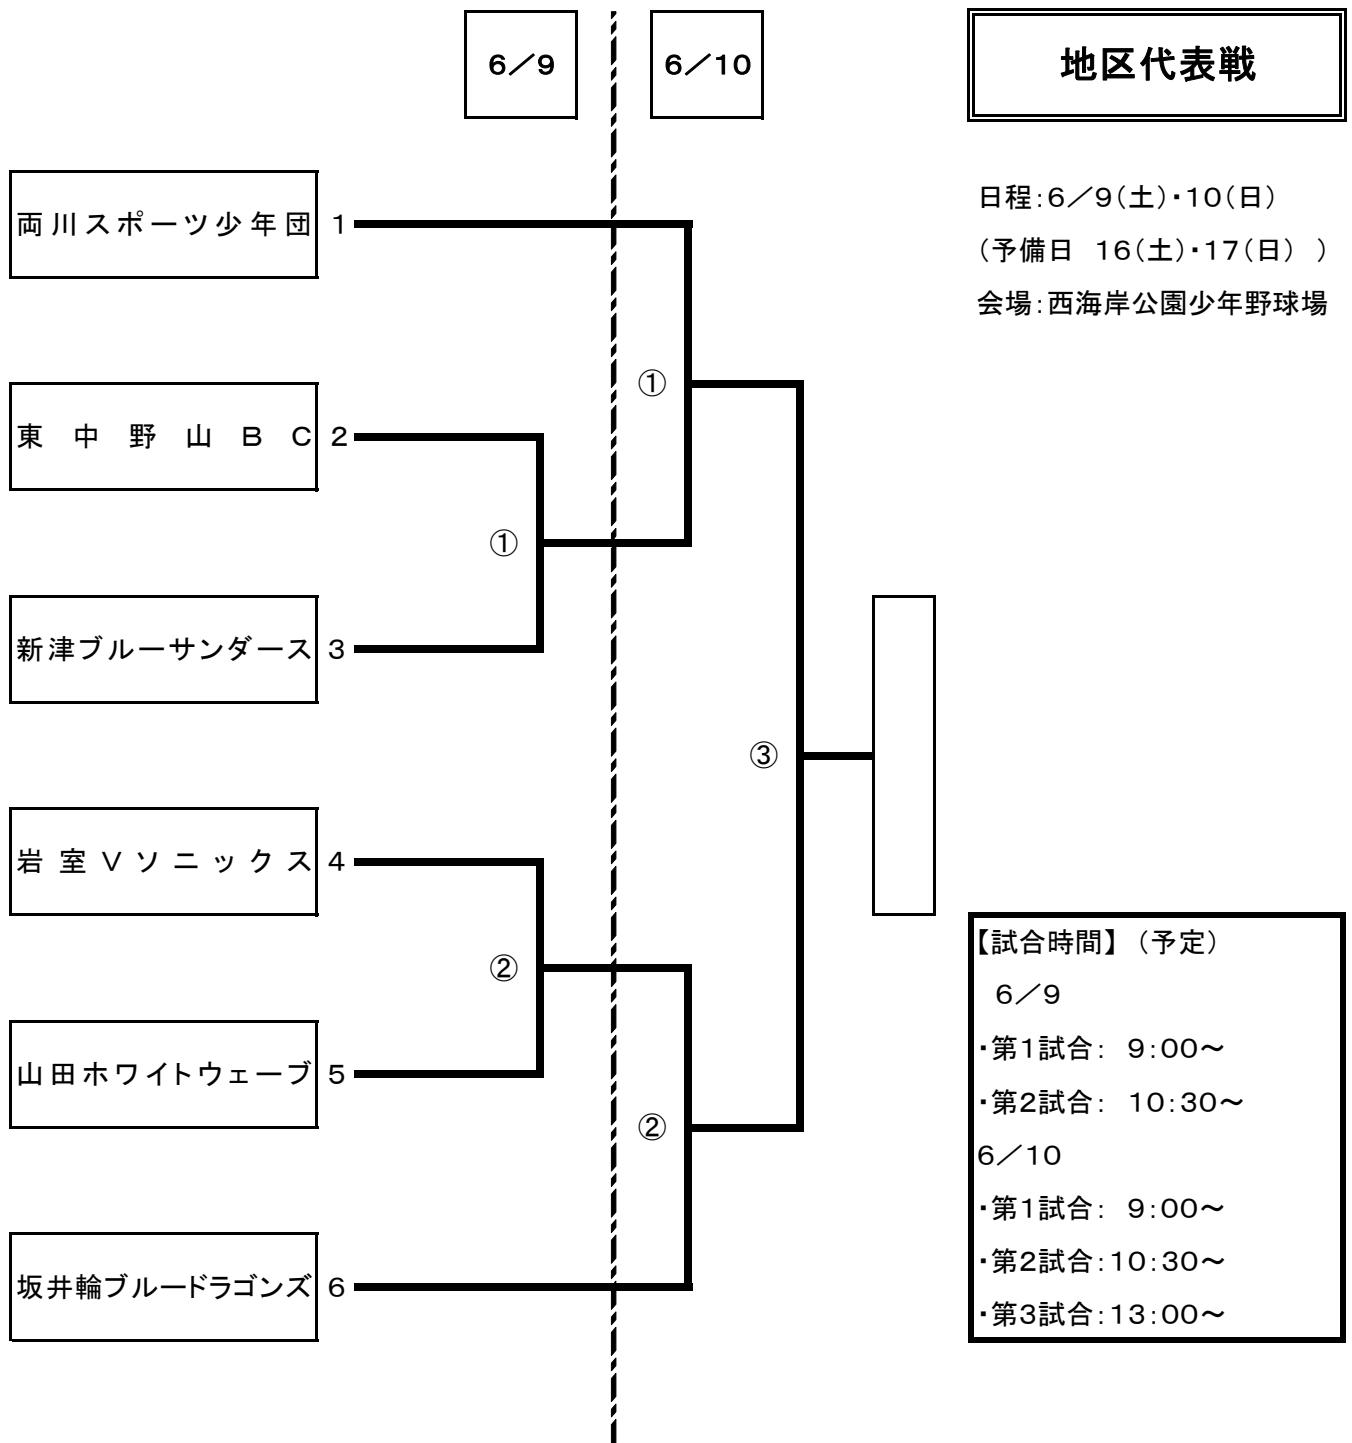 6／9
6／10
地区代表戦
日程：6／9（土）・10（日）
（予備日　16（土）・17（日）　）
会場：西海岸公園少年野球場
両川スポーツ少年団 1
①
東中野山BC 2
①
新津ブルーサンダース 3
③
岩室Vソニックス 4
②
山田ホワイトウェーブ 5
②
坂井輪ブルードラゴンズ 6
【試合時間】（予定）
6／9
・第1試合：　9：00～
・第2試合：　10：30～
6／10
・第1試合：　9：00～
・第2試合：10：30～
・第3試合：13：00～